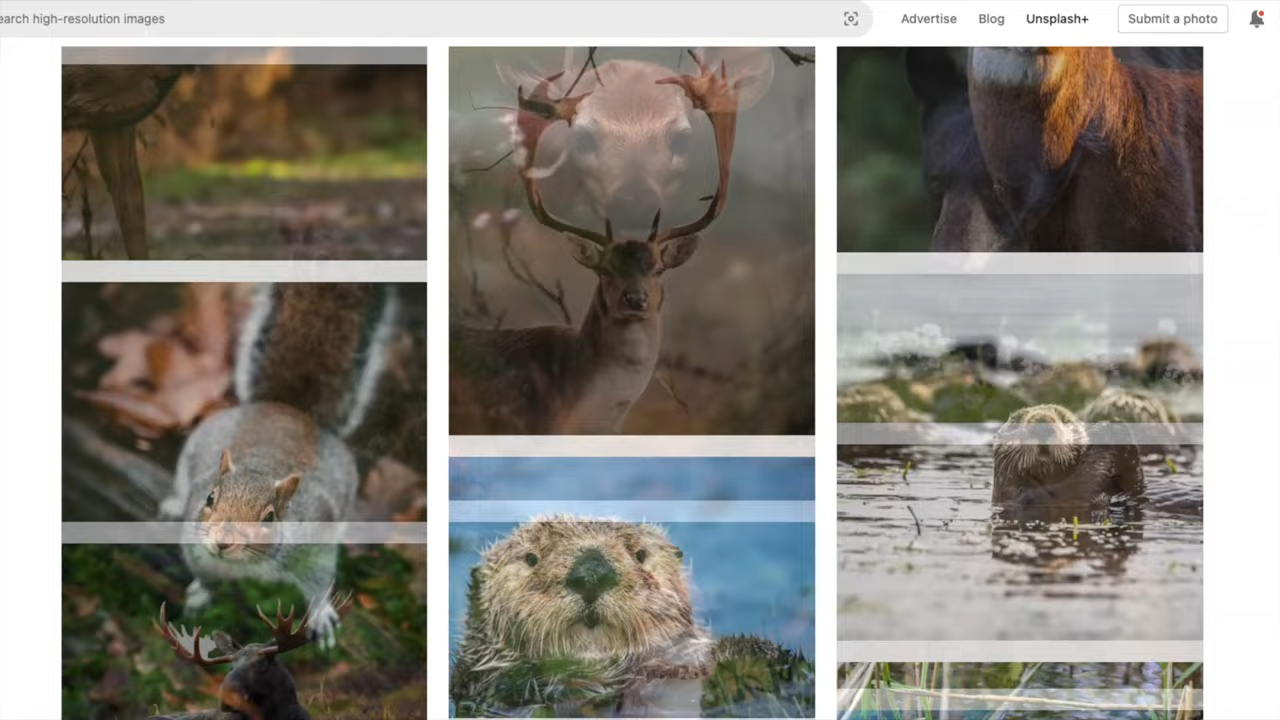 earch high-resolution images
Advertise
Blog
Unsplash+
Submit a photo